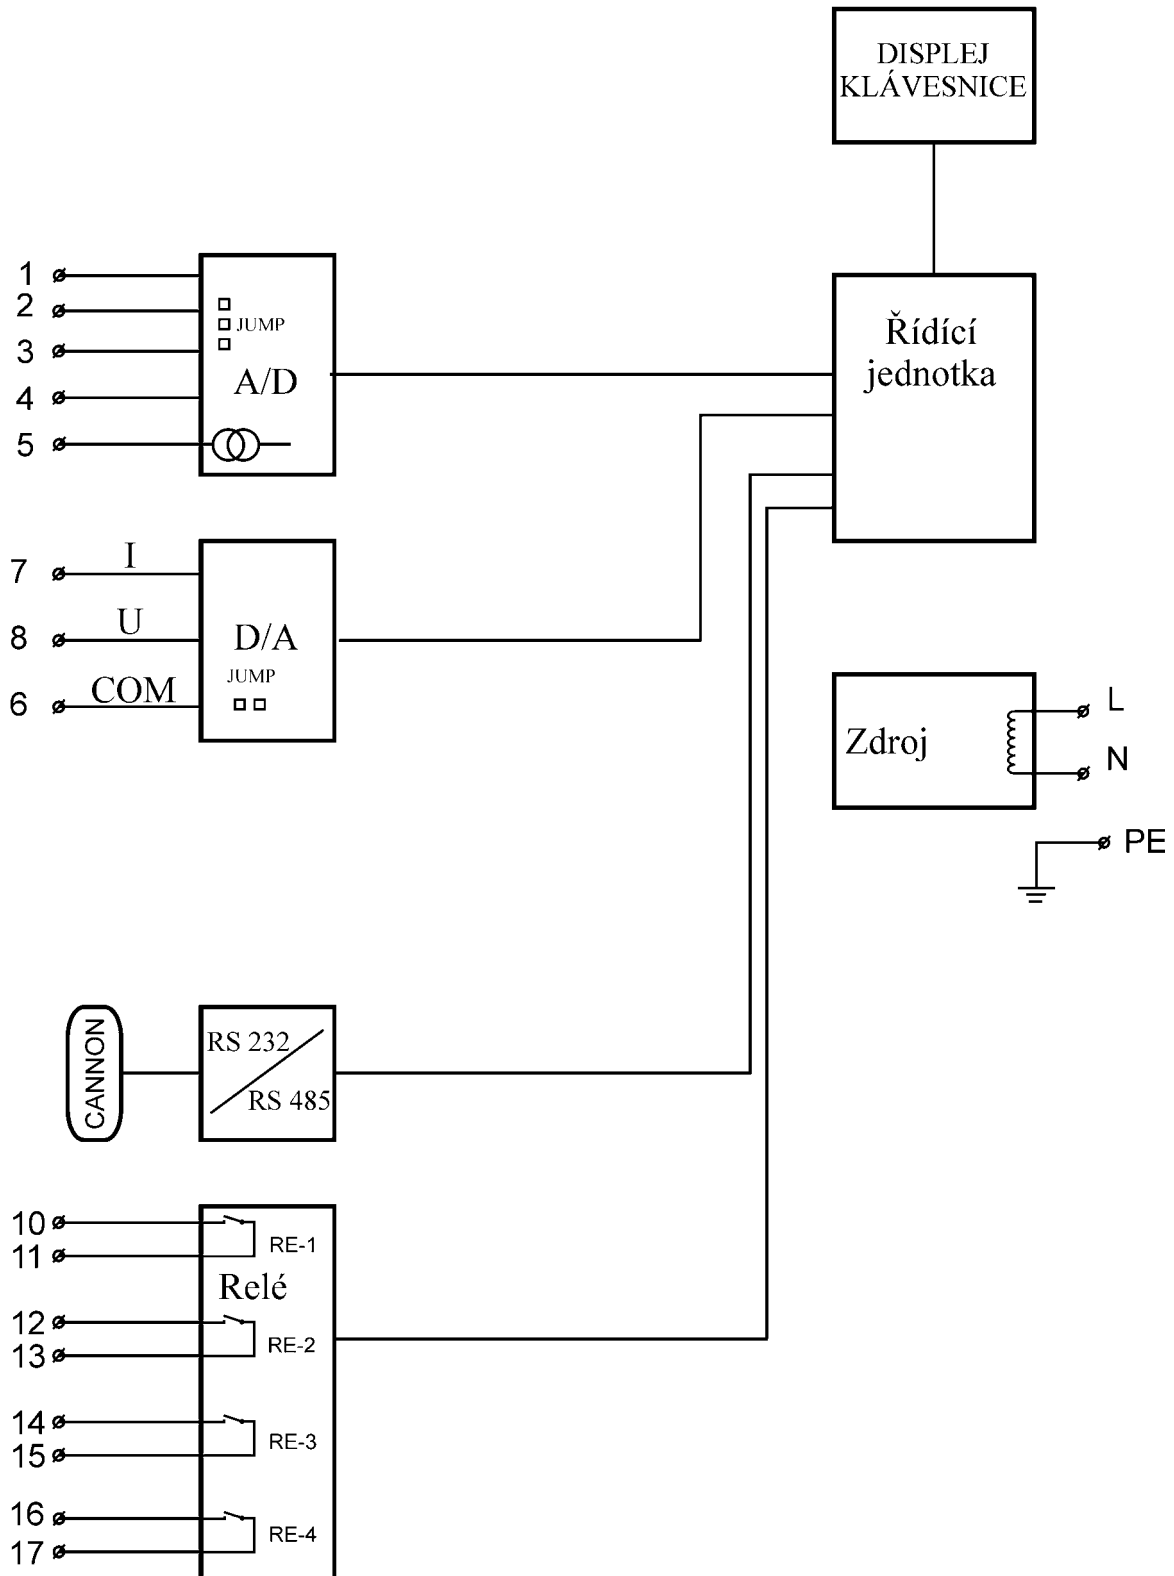 DISPLEJ
KLÁVESNICE
1
2
3
4
5
JUMP
A/D
Řídící
jednotka
7
I
8
U
6
COM
D/A
JUMP
Zdroj
L
N
PE
CANNON
RS 232
RS 485
10
11
RE-1
Relé
12
13
RE-2
14
15
RE-3
16
17
RE-4